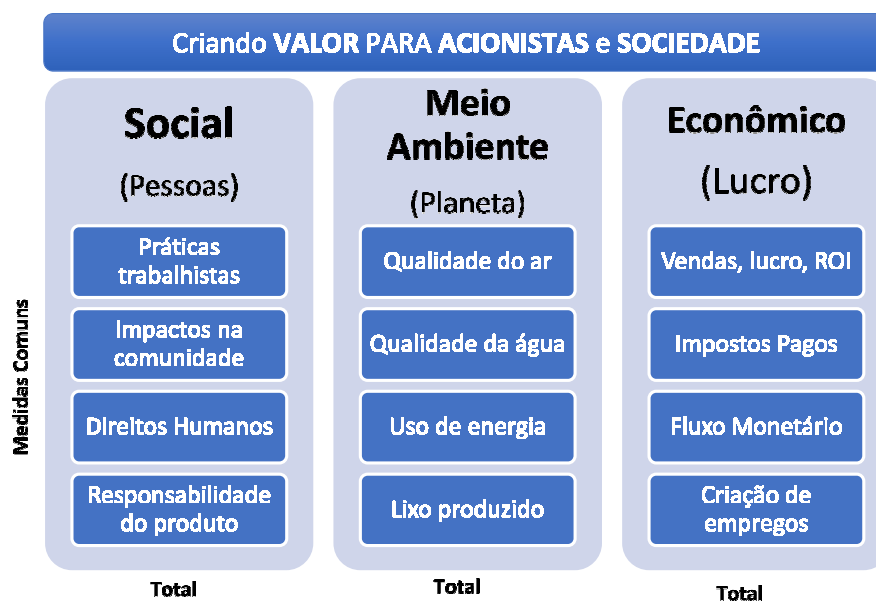 Criando VALOR PARA ACIONISTAS e SOCIEDADE
Social
(Pessoas)
Práticas
trabalhistas
Impactos na
comunidade
Direitos Humanos
Responsabilidade
do produto
Total
Meio
Ambiente
(Planeta)
Qualidade do ar
Qualidade da água
Uso de energia
Lixo produzido
Total
Econômico
(Lucro)
Vendas, lucro, ROI
Impostos Pagos
Fluxo Monetário
Criação de
empregos
Total
Medidas Comuns